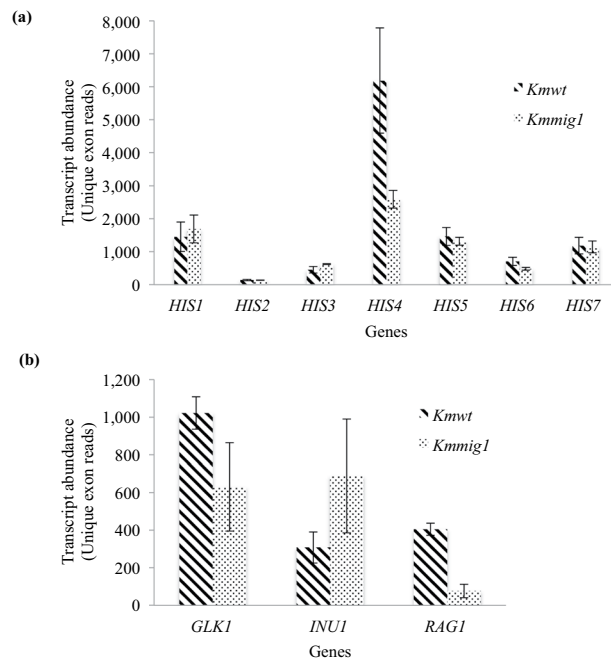 (a)
8,000
7,000
6,000
5,000
4,000
3,000
2,000
1,000
0
Transcript abundance
(Unique exon reads)
Kmwt
Kmmig1
HIS1 HIS2 HIS3 HIS4 HIS5 HIS6 HIS7
Genes
(b)
1,200
1,000
800
600
400
200
0
Transcript abundance
(Unique exon reads)
Kmwt
Kmmig1
GLK1 INU1 RAG1
Genes